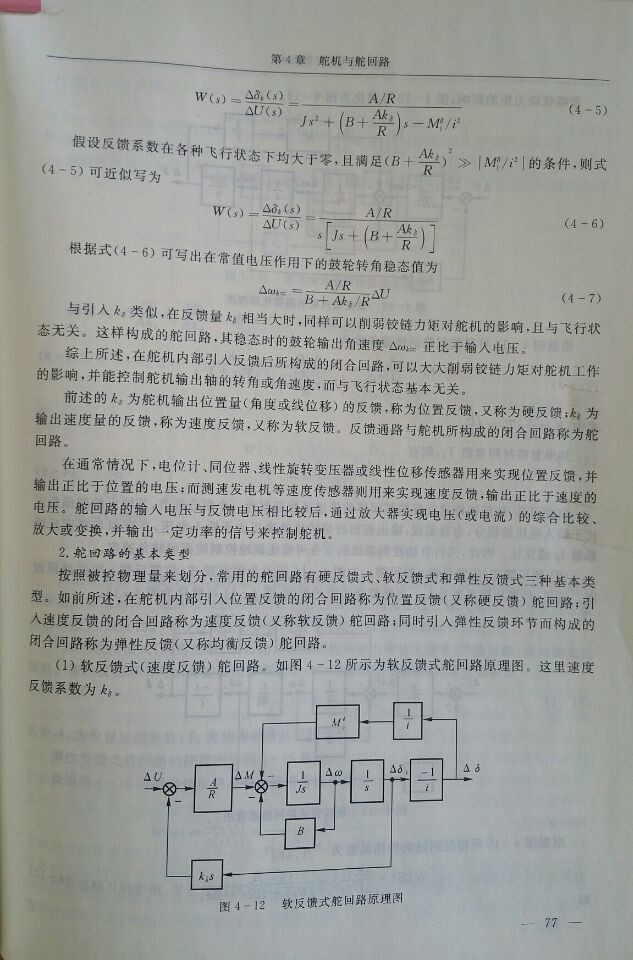 第4章 舵机与舵回路
W(s) = Δδₖ(s)/ΔU(s) = (A/R)/(Js² + (B + Ak_δ̇/R)s − M_j^δ/i²) (4-5)
假设反馈系数在各种飞行状态下均大于零,且满足(B + Ak_δ̇/R)² ≫ |M_j^δ/i²|的条件,则式
(4-5)可近似写为
W(s) = Δδₖ(s)/ΔU(s) = (A/R)/(s[Js + (B + Ak_δ̇/R)]) (4-6)
根据式(4-6)可写出在常值电压作用下的鼓轮转角稳态值为
Δω_k∞ = (A/R)/(B + Ak_δ̇/R)ΔU (4-7)
与引入k_δ类似,在反馈量k_δ̇相当大时,同样可以削弱铰链力矩对舵机的影响,且与飞行状
态无关。这样构成的舵回路,其稳态时的鼓轮输出角速度Δω_k∞正比于输入电压。
综上所述,在舵机内部引入反馈后所构成的闭合回路,可以大大削弱铰链力矩对舵机工作
的影响,并能控制舵机输出轴的转角或角速度,而与飞行状态基本无关。
前述的k_δ为舵机输出位置量(角度或线位移)的反馈,称为位置反馈,又称为硬反馈;k_δ̇为
输出速度量的反馈,称为速度反馈,又称为软反馈。反馈通路与舵机所构成的闭合回路称为舵
回路。
在通常情况下,电位计、同位器、线性旋转变压器或线性位移传感器用来实现位置反馈,并
输出正比于位置的电压;而测速发电机等速度传感器则用来实现速度反馈,输出正比于速度的
电压。舵回路的输入电压与反馈电压相比较后,通过放大器实现电压(或电流)的综合比较、
放大或变换,并输出一定功率的信号来控制舵机。
2.舵回路的基本类型
按照被控物理量来划分,常用的舵回路有硬反馈式、软反馈式和弹性反馈式三种基本类
型。如前所述,在舵机内部引入位置反馈的闭合回路称为位置反馈(又称硬反馈)舵回路;引
入速度反馈的闭合回路称为速度反馈(又称软反馈)舵回路;同时引入弹性反馈环节而构成的
闭合回路称为弹性反馈(又称均衡反馈)舵回路。
(1)软反馈式(速度反馈)舵回路。如图4-12所示为软反馈式舵回路原理图。这里速度
反馈系数为k_δ̇。
M_j^δ 1/i
ΔU A/R ΔM 1/Js Δω 1/s Δδₖ −1/i Δδ
B
k_δ̇s
图4-12 软反馈式舵回路原理图
— 77 —